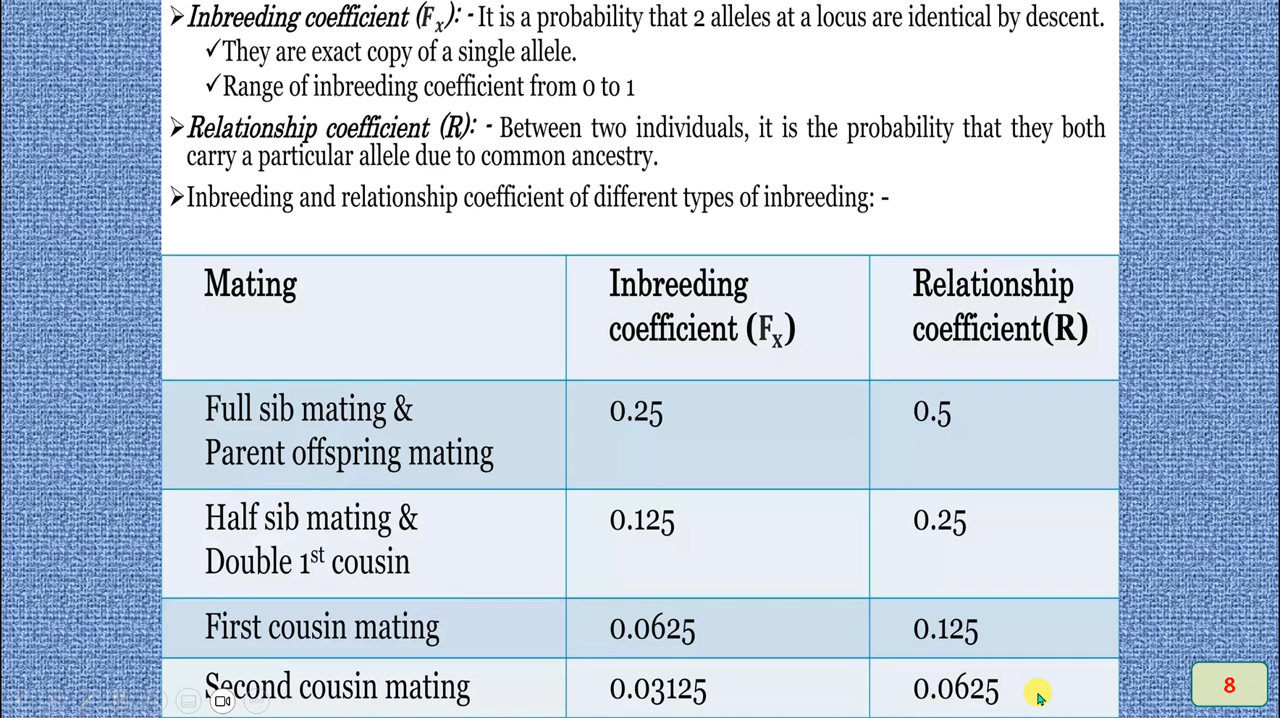 ➢Inbreeding coefficient (Fx): - It is a probability that 2 alleles at a locus are identical by descent.
✓They are exact copy of a single allele.
✓Range of inbreeding coefficient from 0 to 1
➢Relationship coefficient (R): - Between two individuals, it is the probability that they both
carry a particular allele due to common ancestry.
➢Inbreeding and relationship coefficient of different types of inbreeding: -
Mating
Inbreeding
coefficient (Fx)
Relationship
coefficient(R)
Full sib mating &
Parent offspring mating
0.25
0.5
Half sib mating &
Double 1st cousin
0.125
0.25
First cousin mating
0.0625
0.125
Second cousin mating
0.03125
0.0625
8